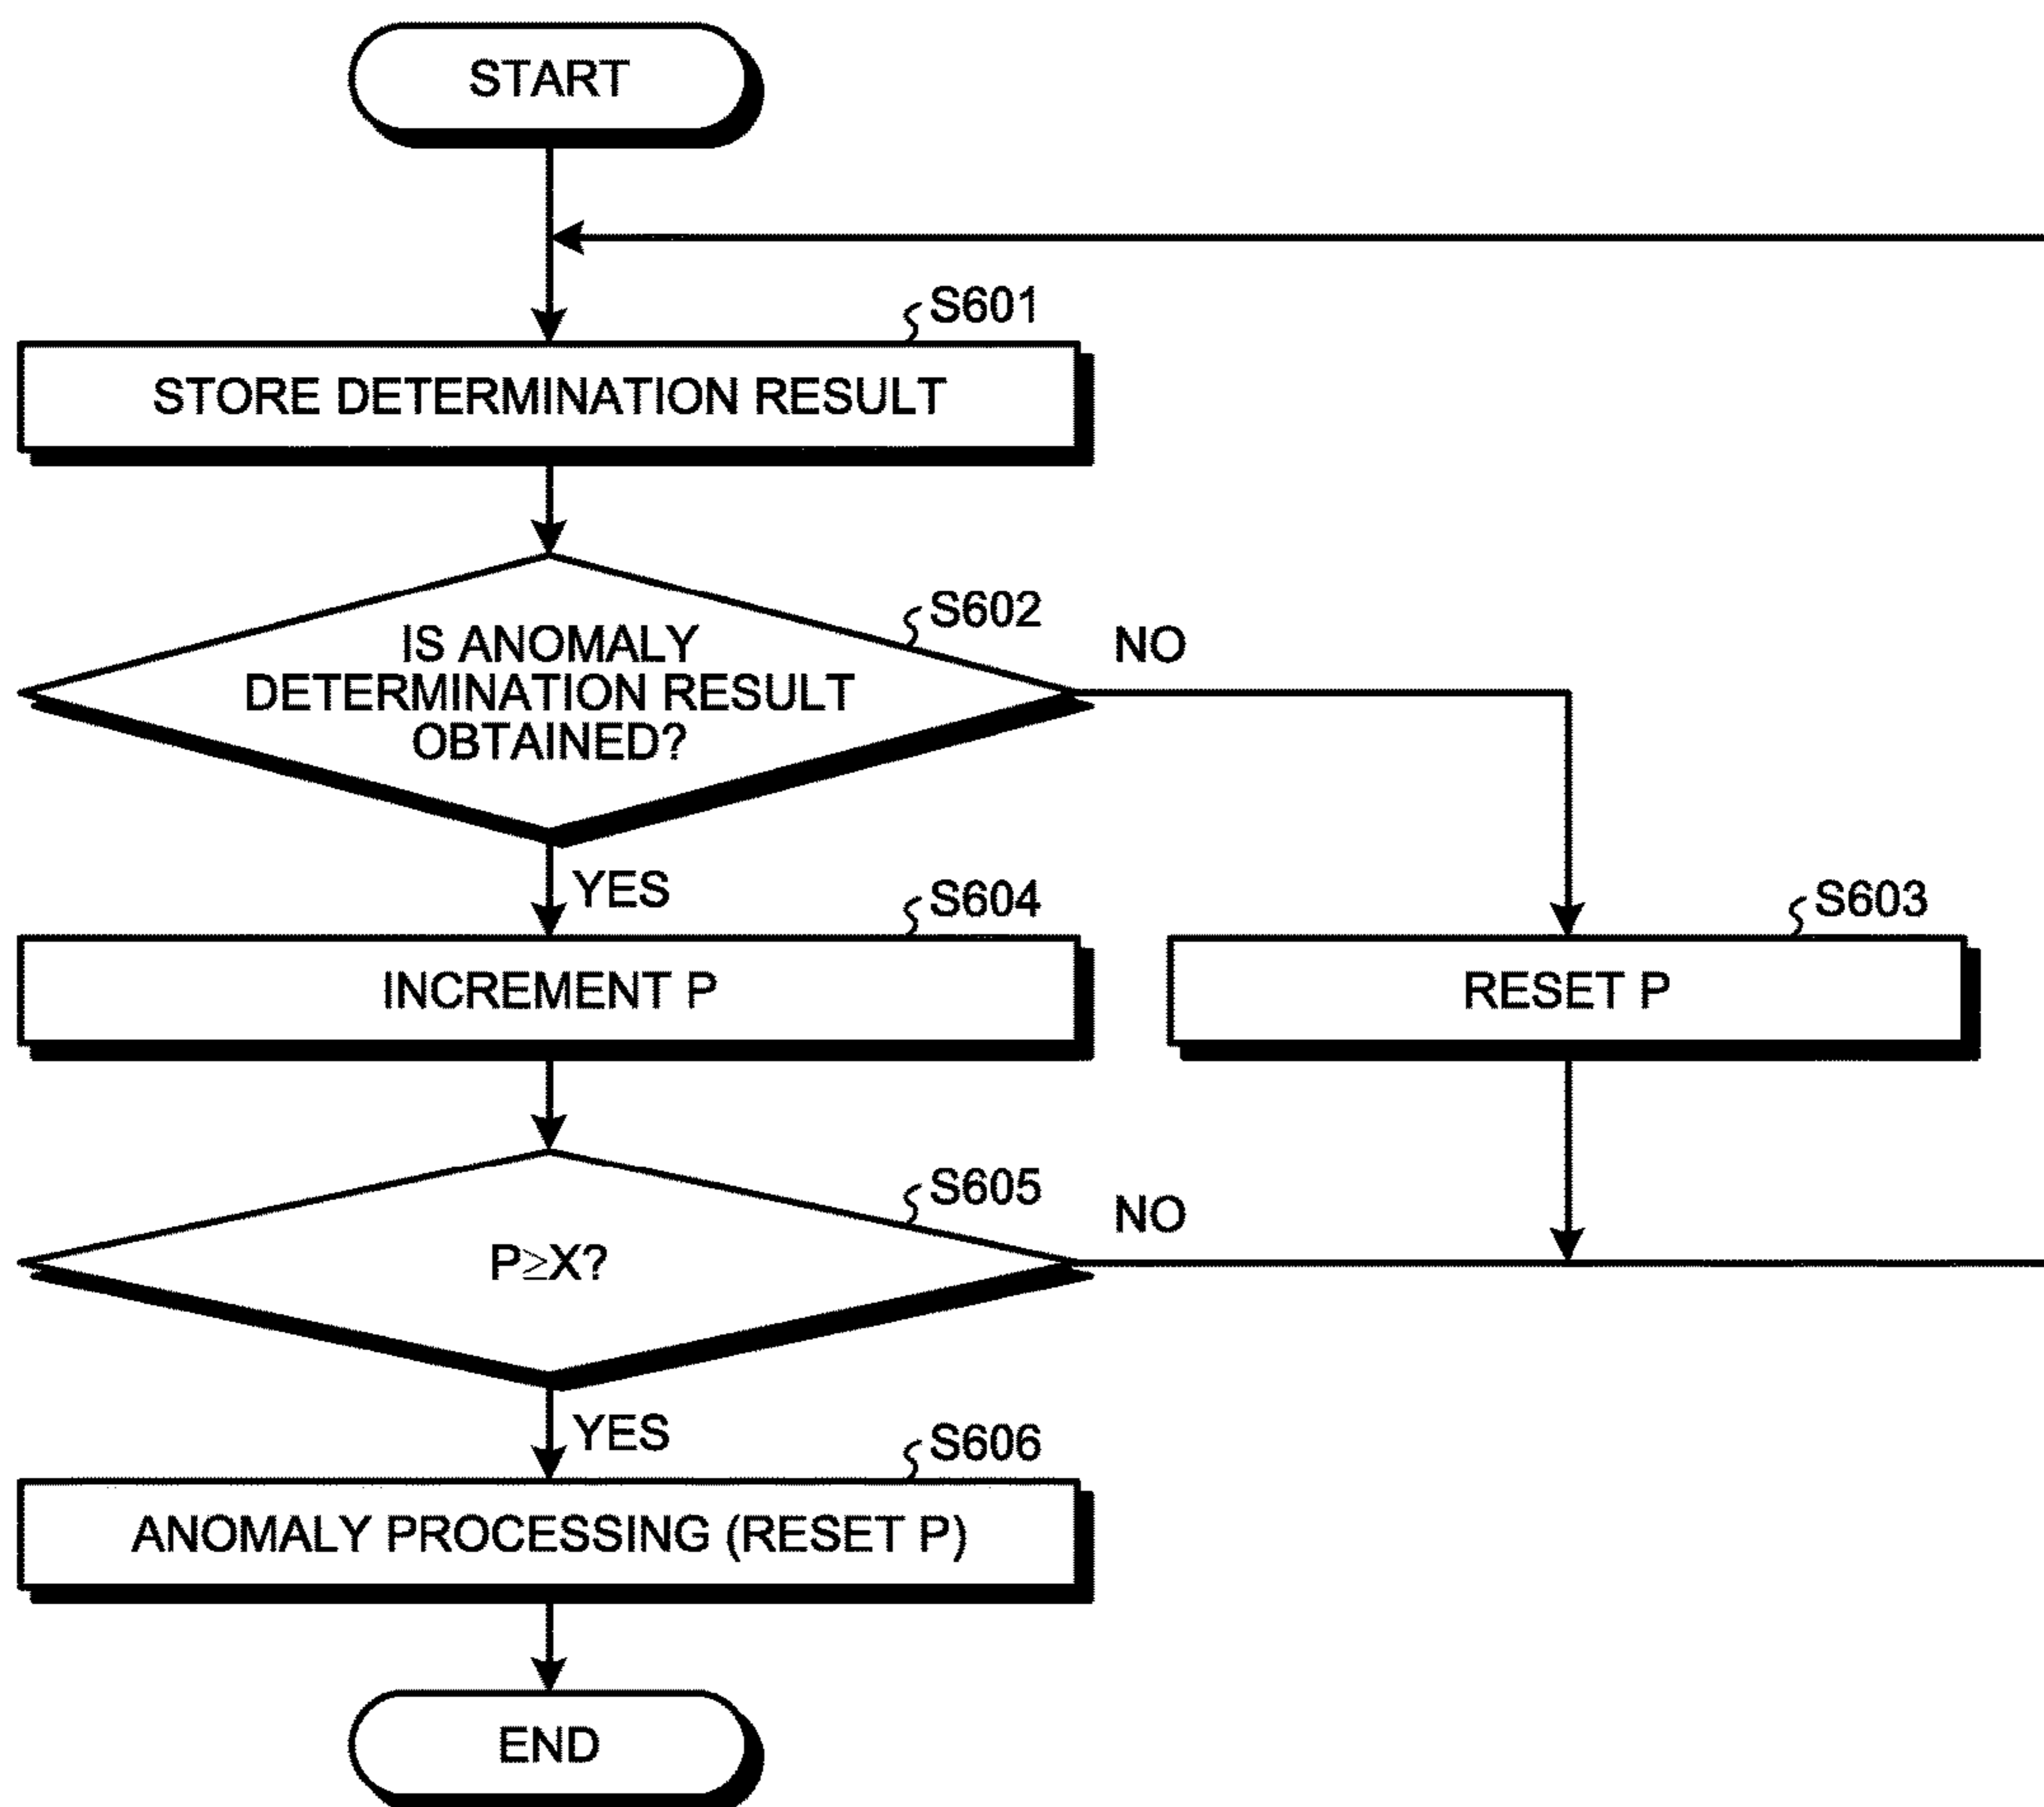 START
S601
STORE DETERMINATION RESULT
S602
IS ANOMALY
DETERMINATION RESULT
OBTAINED?
NO
YES
S604
INCREMENT P
S603
RESET P
S605
P≧X?
NO
YES
S606
ANOMALY PROCESSING (RESET P)
END